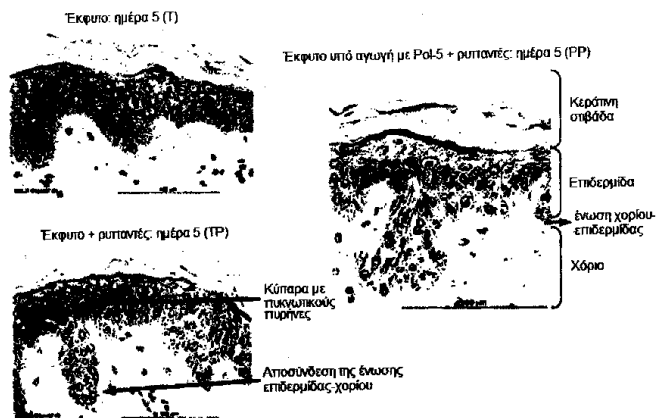 Έκφυτο: ημέρα 5 (T)
Έκφυτο υπό αγωγή με Pol-5 + ρυπαντές: ημέρα 5 (PP)
Κεράτινη
στιβάδα
Επιδερμίδα
ένωση χορίου-
επιδερμίδας
Χόριο
Έκφυτο + ρυπαντές: ημέρα 5 (TP)
Κύτταρα με
πυκνωτικούς
πυρήνες
Αποσύνδεση της ένωσης
επιδερμίδας-χορίου